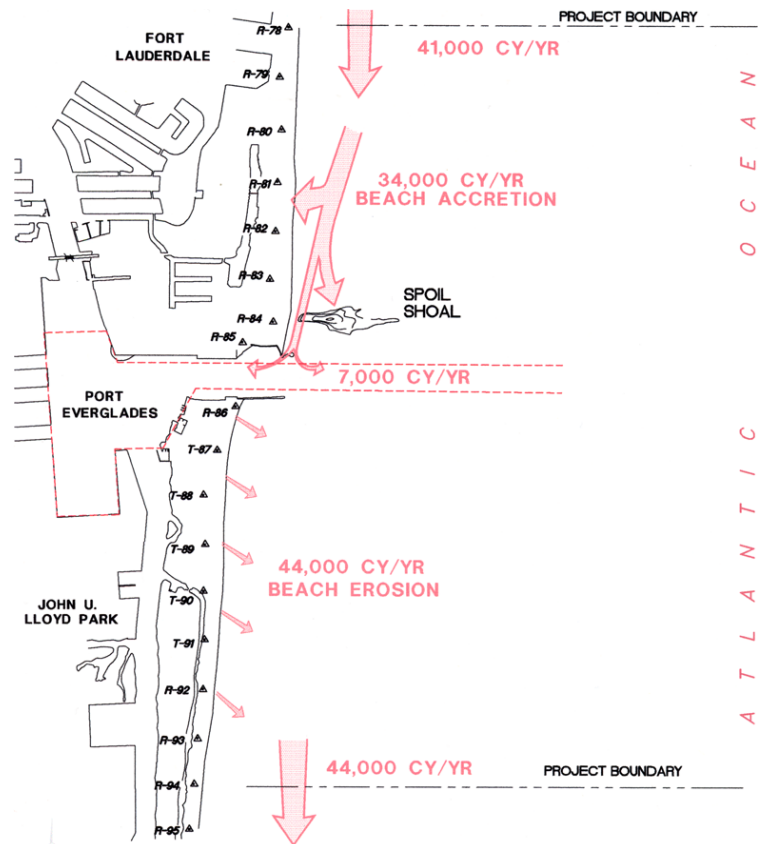 PROJECT BOUNDARY
R-78
41,000 CY/YR
FORT
LAUDERDALE
R-79
R-80
34,000 CY/YR
BEACH ACCRETION
R-81
R-82
R-83
SPOIL
SHOAL
R-84
R-85
7,000 CY/YR
PORT
EVERGLADES
R-86
T-87
T-88
T-89
44,000 CY/YR
BEACH EROSION
T-90
JOHN U.
LLOYD PARK
T-91
R-92
R-93
44,000 CY/YR
PROJECT BOUNDARY
R-94
R-95
ATLANTIC OCEAN